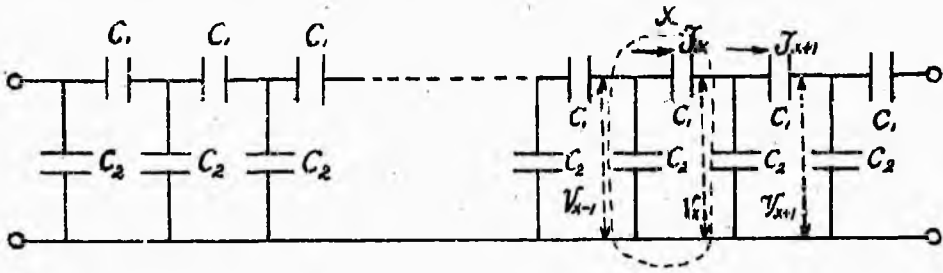 x
C₁ C₁ C₁ Jx Jx+1
C₁ C₁ C₁ C₁
C₂ C₂ C₂ C₂ C₂ C₂ C₂
Vx-1 Vx Vx+1